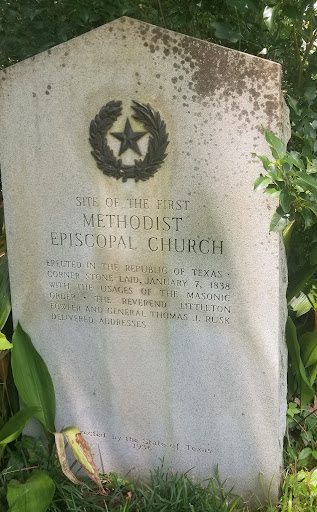 SITE OF THE FIRST
METHODIST
EPISCOPAL CHURCH
ERECTED IN THE REPUBLIC OF TEXAS •
CORNER STONE LAID, JANUARY 7, 1838
WITH THE USAGES OF THE MASONIC
ORDER • THE REVEREND LITTLETON
FOWLER AND GENERAL THOMAS J. RUSK
DELIVERED ADDRESSES
Erected by the State of Texas
1936